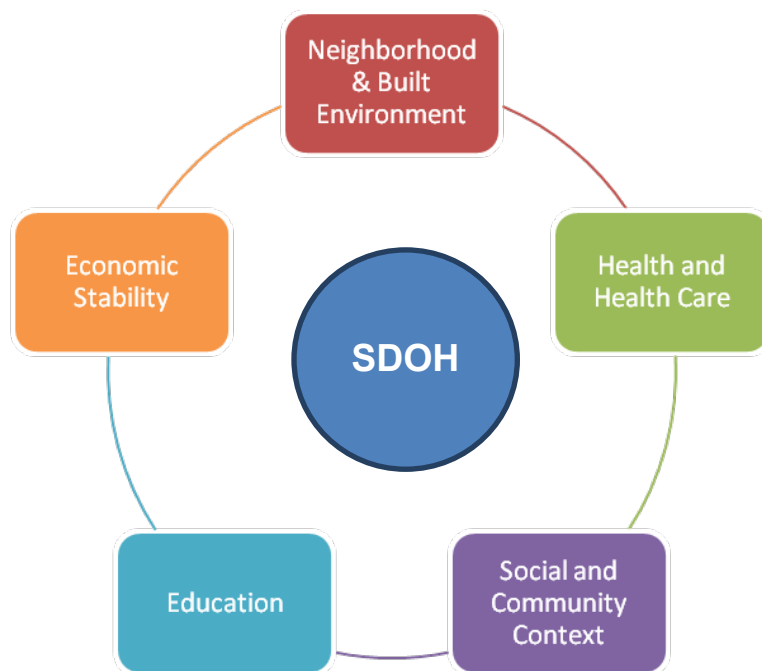 Neighborhood
& Built
Environment
Economic
Stability
Health and
Health Care
SDOH
Education
Social and
Community
Context